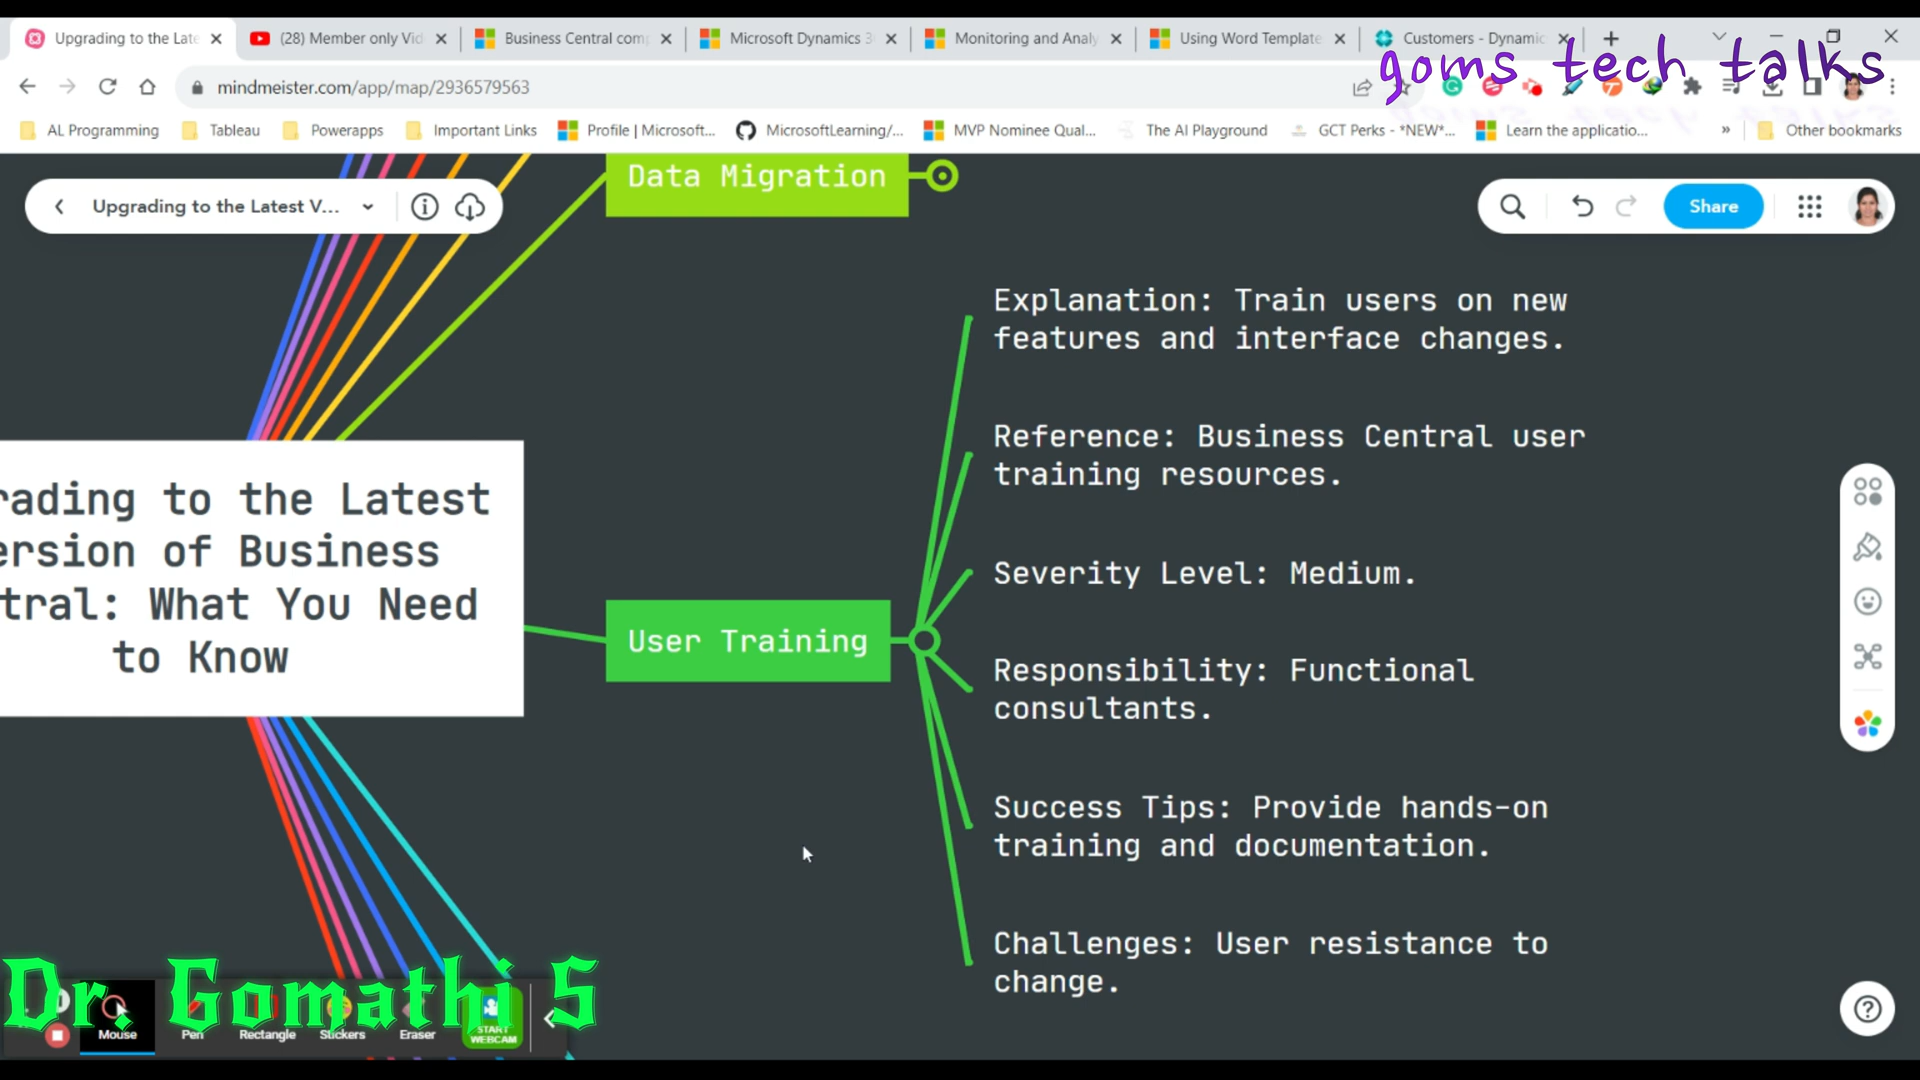 Upgrading to the Late
(28) Member only Vid
Business Central comp
Microsoft Dynamics 3
Monitoring and Analy
Using Word Template
Customers - Dynamic
goms tech talks
mindmeister.com/app/map/2936579563
AL Programming
Tableau
Powerapps
Important Links
Profile | Microsoft...
MicrosoftLearning/...
MVP Nominee Qual...
The AI Playground
GCT Perks - *NEW*...
Learn the applicatio...
»
Other bookmarks
Upgrading to the Latest V...
Share
Data Migration
Explanation: Train users on new
features and interface changes.
Reference: Business Central user
training resources.
Severity Level: Medium.
rading to the Latest
ersion of Business
tral: What You Need
to Know
User Training
Responsibility: Functional
consultants.
Success Tips: Provide hands-on
training and documentation.
Challenges: User resistance to
change.
Dr. Gomathi S
Mouse
Pen
Rectangle
Stickers
Eraser
START
WEBCAM